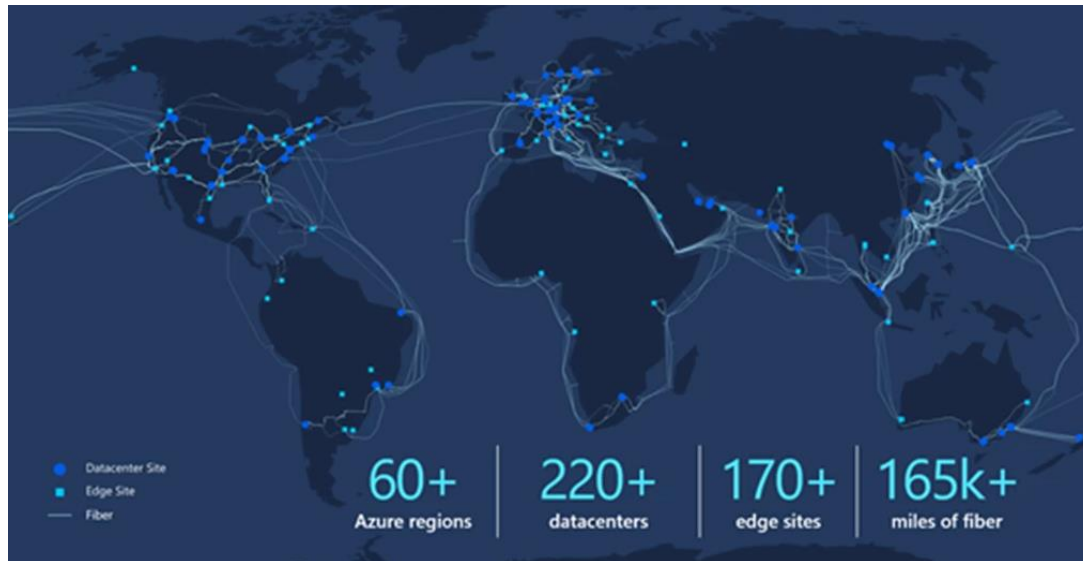 Datacenter Site
Edge Site
Fiber
60+
Azure regions
220+
datacenters
170+
edge sites
165k+
miles of fiber